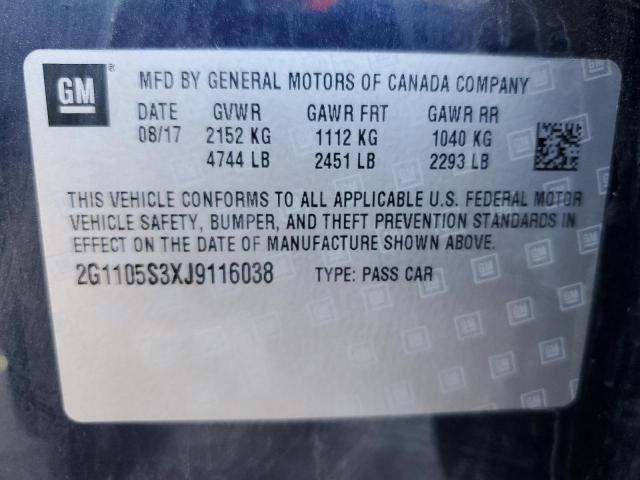 GM ® MFD BY GENERAL MOTORS OF CANADA COMPANY
DATE GVWR GAWR FRT GAWR RR
08/17 2152 KG 1112 KG 1040 KG
4744 LB 2451 LB 2293 LB
THIS VEHICLE CONFORMS TO ALL APPLICABLE U.S. FEDERAL MOTOR
VEHICLE SAFETY, BUMPER, AND THEFT PREVENTION STANDARDS IN
EFFECT ON THE DATE OF MANUFACTURE SHOWN ABOVE.
2G1105S3XJ9116038 TYPE: PASS CAR